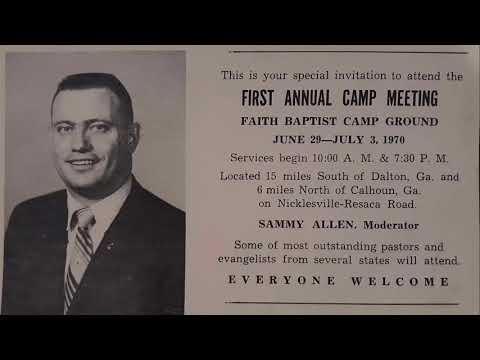 This is your special invitation to attend the
FIRST ANNUAL CAMP MEETING
FAITH BAPTIST CAMP GROUND
JUNE 29—JULY 3, 1970
Services begin 10:00 A. M. & 7:30 P. M.
Located 15 miles South of Dalton, Ga. and
6 miles North of Calhoun, Ga.
on Nicklesville-Resaca Road.
SAMMY ALLEN, Moderator
Some of most outstanding pastors and
evangelists from several states will attend.
EVERYONE WELCOME